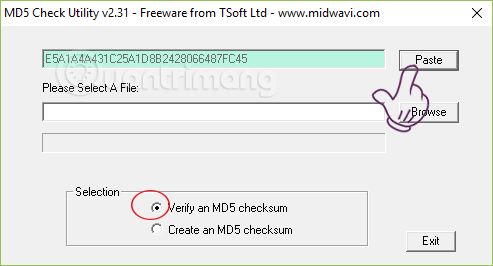 MD5 Check Utility v2.31 - Freeware from TSoft Ltd - www.midwavi.com
E5A1A4A431C25A1D8B2428066487FC45
Paste
Quantrimang
Please Select A File:
Browse
Selection
Verify an MD5 checksum
Create an MD5 checksum
Exit